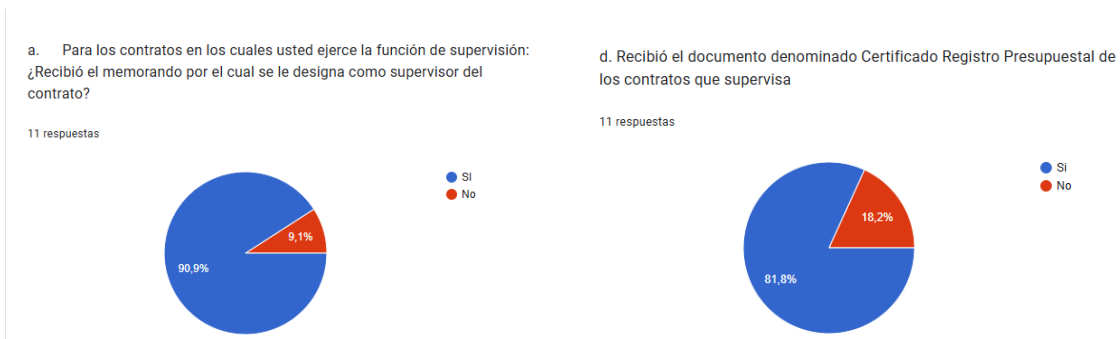 a. Para los contratos en los cuales usted ejerce la función de supervisión:
¿Recibió el memorando por el cual se le designa como supervisor del
contrato?
11 respuestas
SI
No
9,1%
90,9%
d. Recibió el documento denominado Certificado Registro Presupuestal de
los contratos que supervisa
11 respuestas
Si
No
18,2%
81,8%